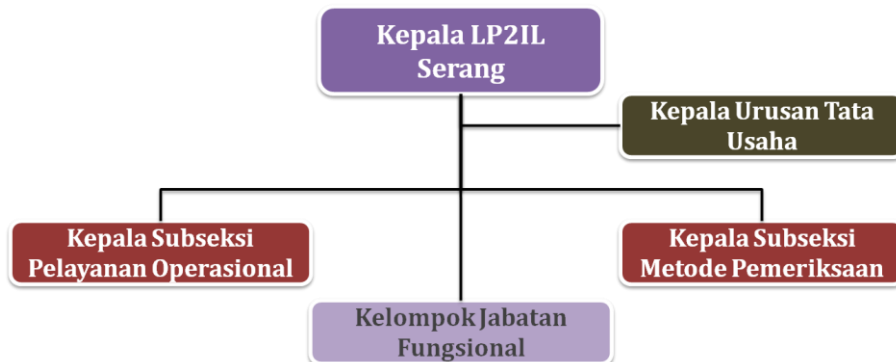 Kepala LP2IL
Serang
Kepala Urusan Tata
Usaha
Kepala Subseksi
Pelayanan Operasional
Kepala Subseksi
Metode Pemeriksaan
Kelompok Jabatan
Fungsional